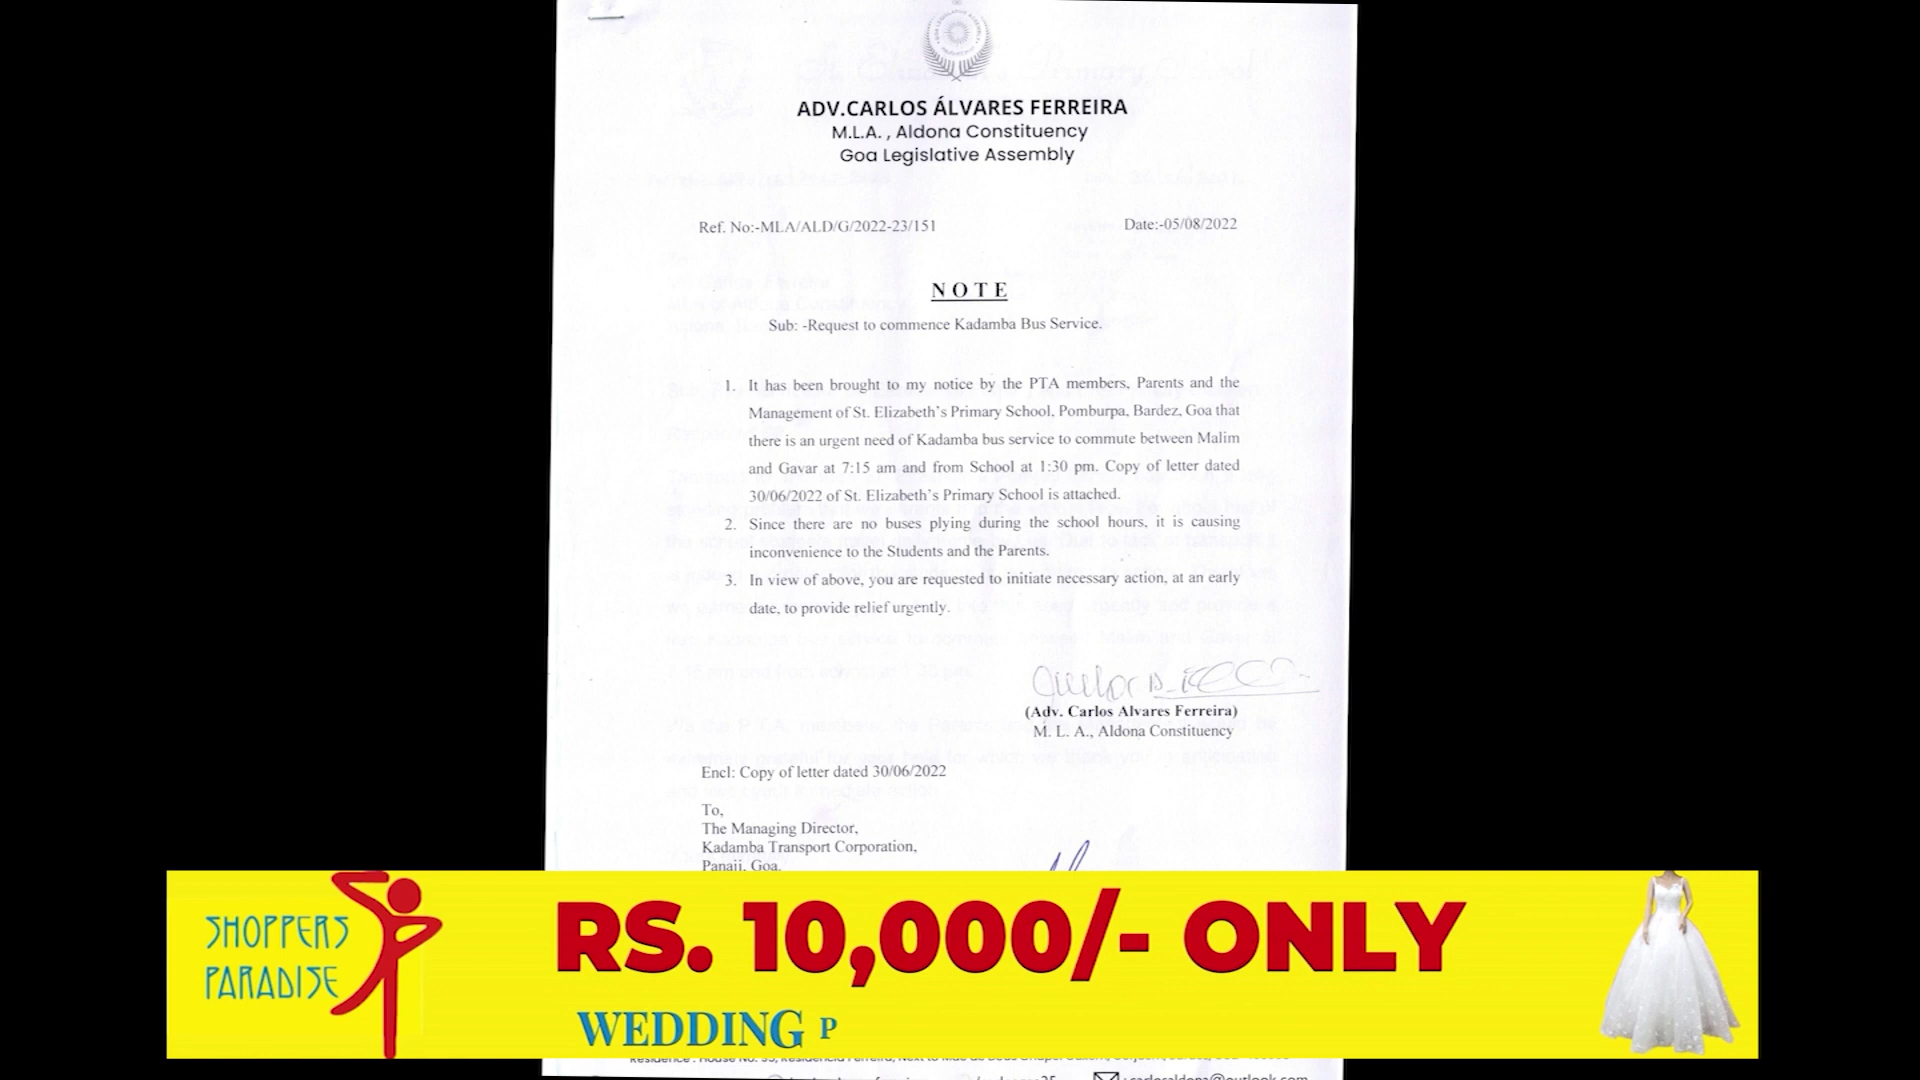 ADV.CARLOS ÁLVARES FERREIRA
M.L.A. , Aldona Constituency
Goa Legislative Assembly
Ref. No:-MLA/ALD/G/2022-23/151
Date:-05/08/2022
NOTE
Sub: -Request to commence Kadamba Bus Service.
1. It has been brought to my notice by the PTA members, Parents and the
Management of St. Elizabeth's Primary School, Pomburpa, Bardez, Goa that
there is an urgent need of Kadamba bus service to commute between Malim
and Gavar at 7:15 am and from School at 1:30 pm. Copy of letter dated
30/06/2022 of St. Elizabeth's Primary School is attached.
2. Since there are no buses plying during the school hours, it is causing
inconvenience to the Students and the Parents.
3. In view of above, you are requested to initiate necessary action, at an early
date, to provide relief urgently.
(Adv. Carlos Alvares Ferreira)
M. L. A., Aldona Constituency
Encl: Copy of letter dated 30/06/2022
To,
The Managing Director,
Kadamba Transport Corporation,
Panaji, Goa.
SHOPPERS
PARADISE
RS. 10,000/- ONLY
WEDDING P